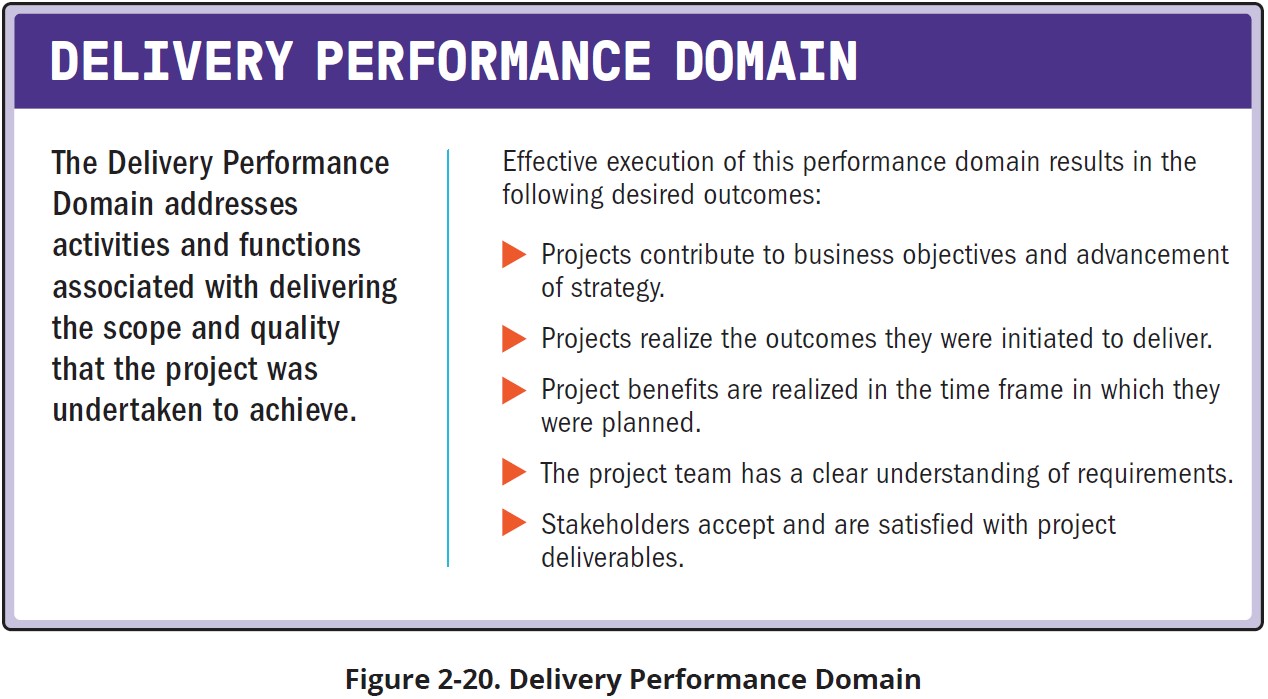 DELIVERY PERFORMANCE DOMAIN
The Delivery Performance
Domain addresses
activities and functions
associated with delivering
the scope and quality
that the project was
undertaken to achieve.
Effective execution of this performance domain results in the
following desired outcomes:
Projects contribute to business objectives and advancement
of strategy.
Projects realize the outcomes they were initiated to deliver.
Project benefits are realized in the time frame in which they
were planned.
The project team has a clear understanding of requirements.
Stakeholders accept and are satisfied with project
deliverables.
Figure 2-20. Delivery Performance Domain